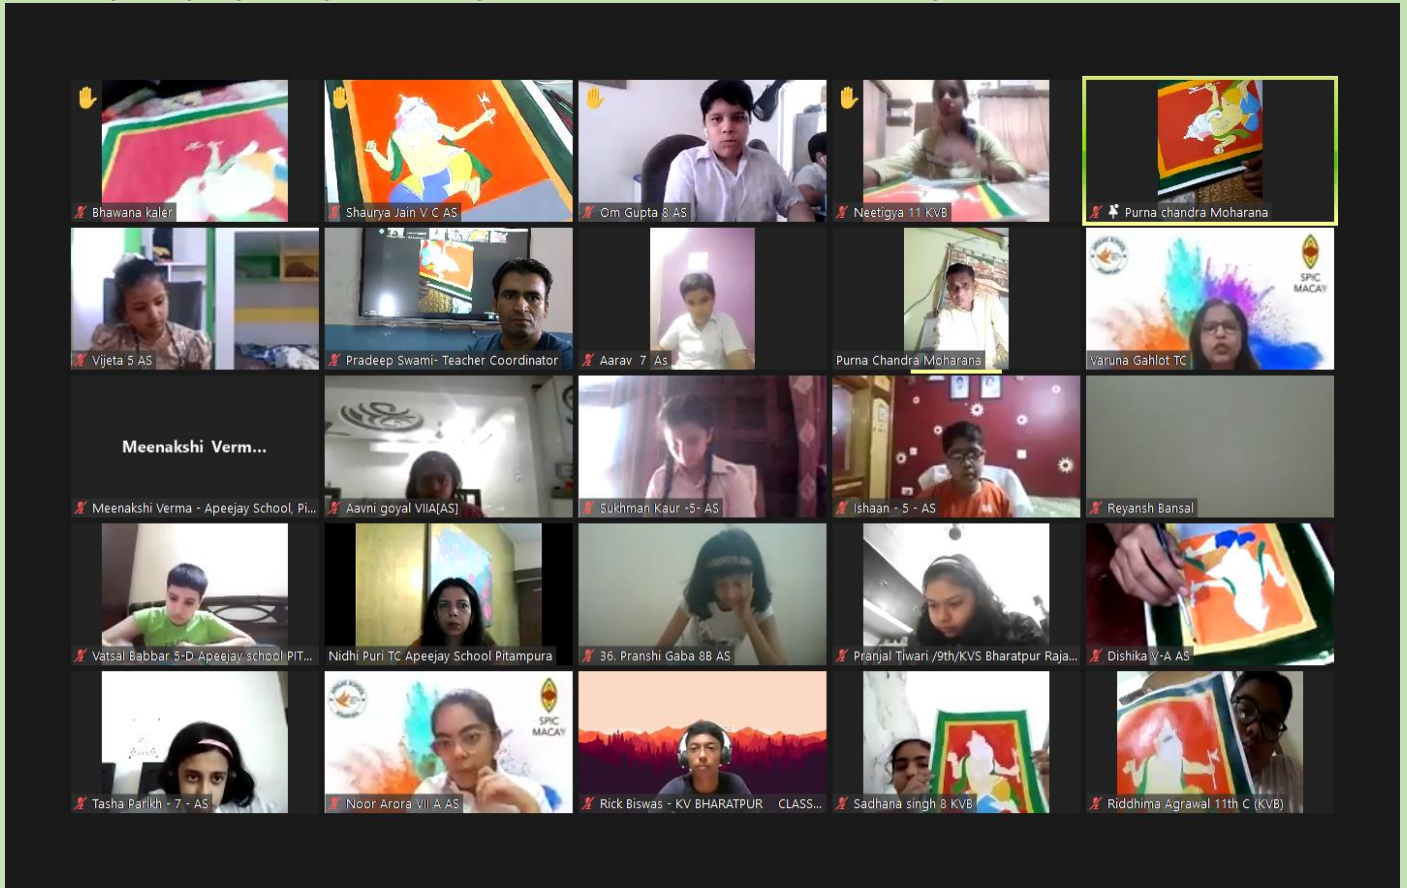 Bhawana kaler
Shaurya Jain V C AS
Om Gupta 8 AS
Neetigya 11 KVB
Purna chandra Moharana
Vijeta 5 AS
Pradeep Swami- Teacher Coordinator
Aarav 7 As
Purna Chandra Moharana
SPIC
MACAY
Varuna Gahlot TC
Meenakshi Verm...
Meenakshi Verma - Apeejay School, Pi...
Aavni goyal VIIA[AS]
Sukhman Kaur -5- AS
Ishaan - 5 - AS
Reyansh Bansal
Vatsal Babbar 5-D Apeejay school PIT...
Nidhi Puri TC Apeejay School Pitampura
36. Pranshi Gaba 8B AS
Pranjal Tiwari /9th/KVS Bharatpur Raja...
Dishika V-A AS
Tasha Parikh - 7 - AS
SPIC
MACAY
Noor Arora VII A AS
Rick Biswas - KV BHARATPUR CLASS...
Sadhana singh 8 KVB
Riddhima Agrawal 11th C (KVB)